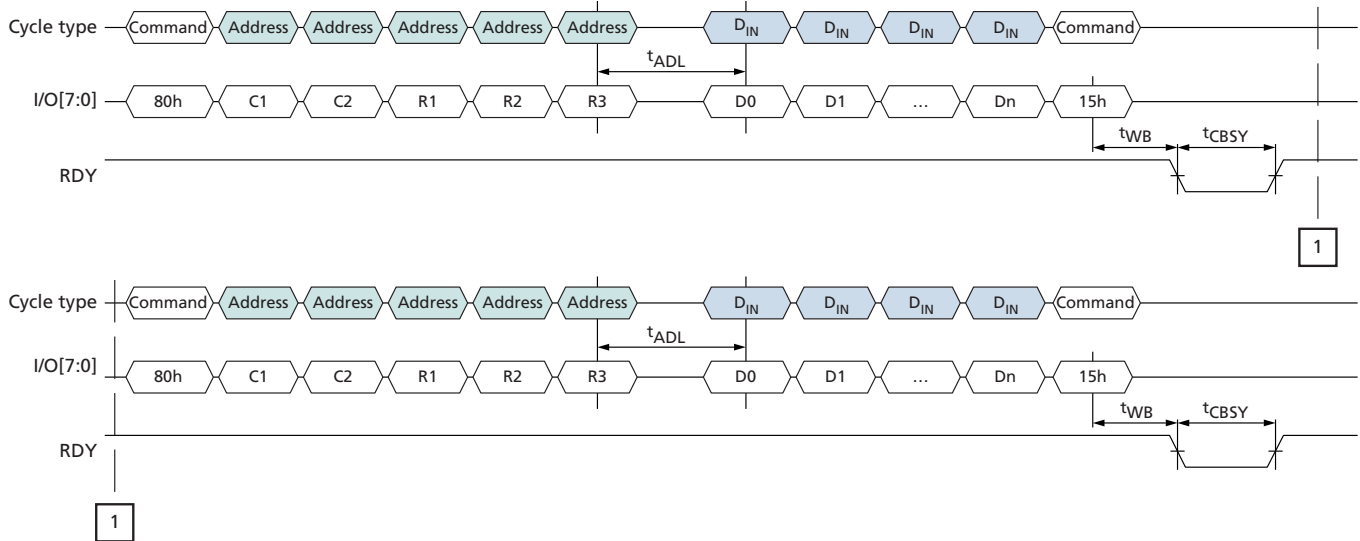 Cycle type Command Address Address Address Address Address DIN DIN DIN DIN Command
tADL
I/O[7:0] 80h C1 C2 R1 R2 R3 D0 D1 … Dn 15h
tWB tCBSY
RDY
1
Cycle type Command Address Address Address Address Address DIN DIN DIN DIN Command
tADL
I/O[7:0] 80h C1 C2 R1 R2 R3 D0 D1 … Dn 15h
tWB tCBSY
RDY
1